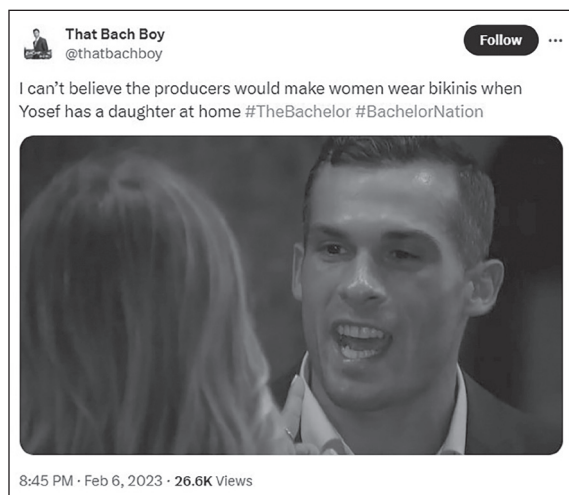 That Bach Boy
@thatbachboy
Follow
I can't believe the producers would make women wear bikinis when
Yosef has a daughter at home #TheBachelor #BachelorNation
8:45 PM · Feb 6, 2023 · 26.6K Views